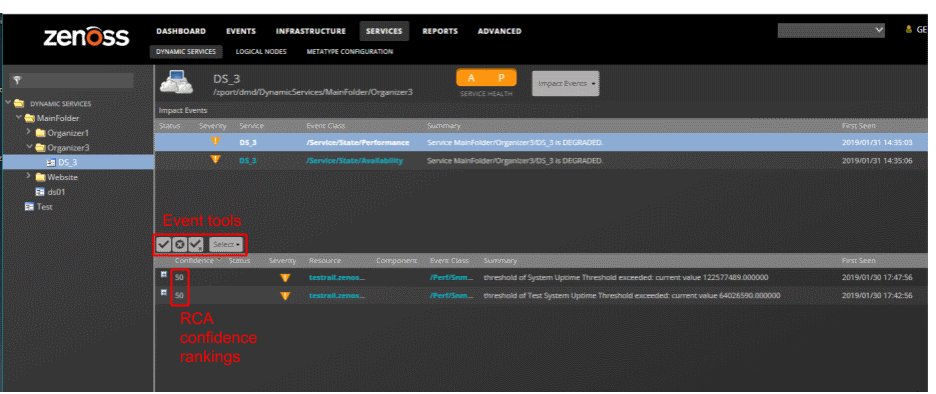 zenoss
DASHBOARD EVENTS INFRASTRUCTURE SERVICES REPORTS ADVANCED
GE
DYNAMIC SERVICES LOGICAL NODES METATYPE CONFIGURATION
DS_3
/zport/dmd/DynamicServices/MainFolder/Organizer3
A P
SERVICE HEALTH
Impact Events
DYNAMIC SERVICES
MainFolder
Organizer1
Organizer3
DS_3
Website
ds01
Test
Impact Events
Status Severity Service Event Class Summary First Seen
DS_3 /Service/State/Performance Service MainFolder/Organizer3/DS_3 is DEGRADED. 2019/01/31 14:35:03
DS_3 /Service/State/Availability Service MainFolder/Organizer3/DS_3 is DEGRADED. 2019/01/31 14:35:06
Event tools
Select
Confidence Status Severity Resource Component Event Class Summary First Seen
50 testrail.zenos... /Perf/Snm... threshold of System Uptime Threshold exceeded: current value 122577489.000000 2019/01/30 17:47:56
50 testrail.zenos... /Perf/Snm... threshold of Test System Uptime Threshold exceeded: current value 64026590.000000 2019/01/30 17:42:56
RCA
confidence
rankings